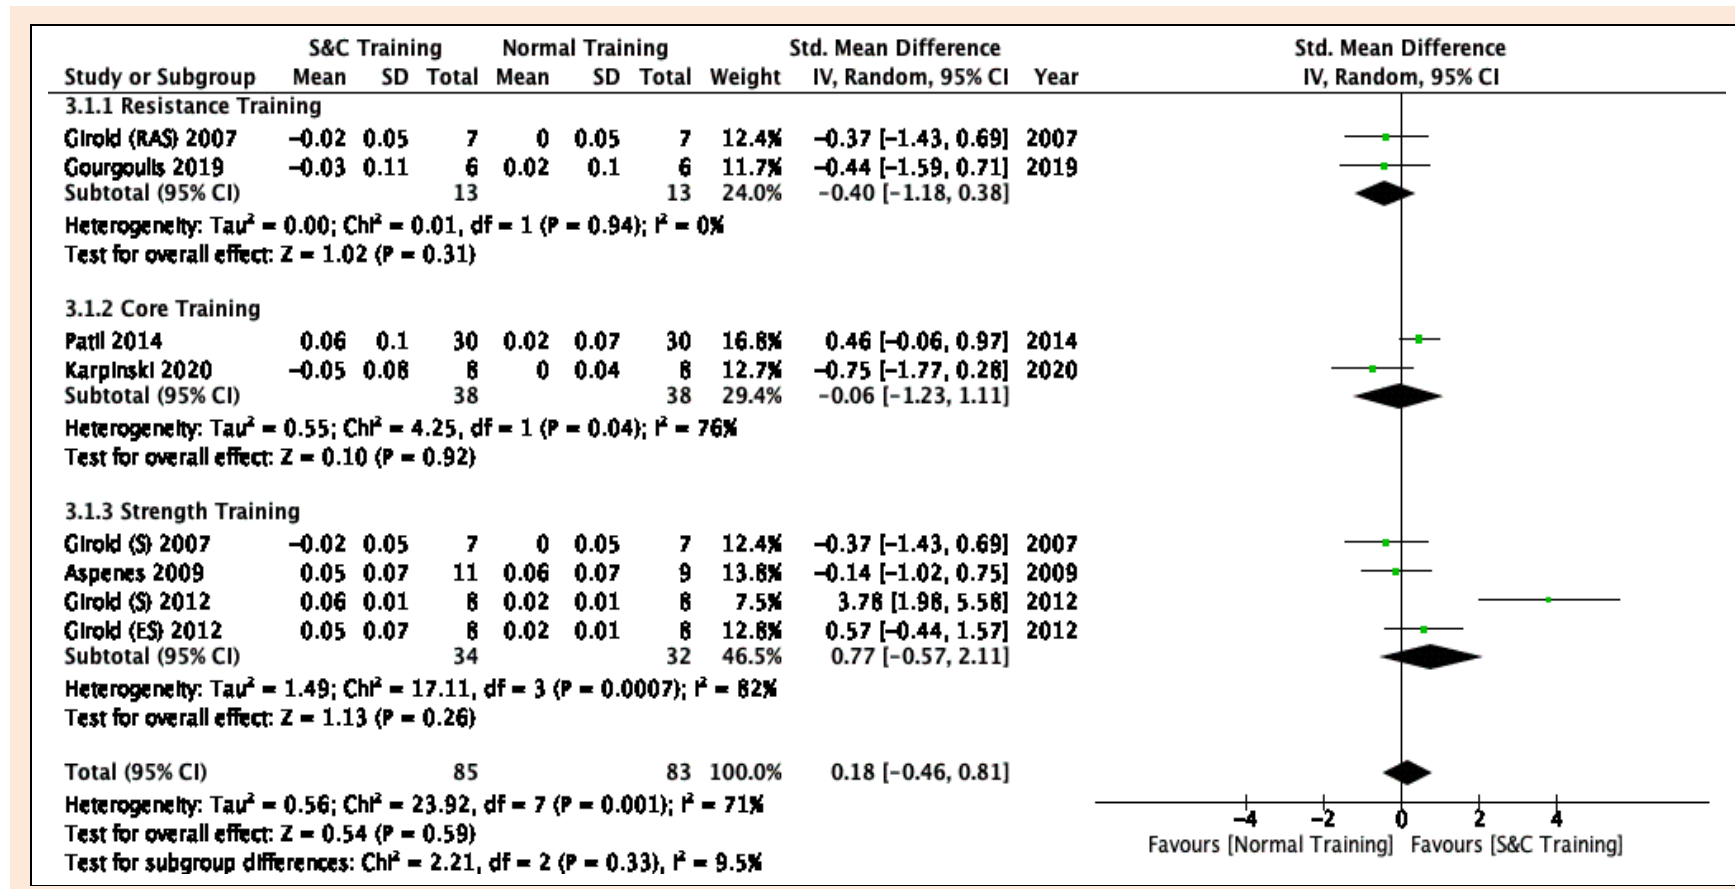 S&C Training Normal Training Std. Mean Difference Std. Mean Difference
Study or Subgroup Mean SD Total Mean SD Total Weight IV, Random, 95% CI Year IV, Random, 95% CI
3.1.1 Resistance Training
Girold (RAS) 2007 −0.02 0.05 7 0 0.05 7 12.4% −0.37 [−1.43, 0.69] 2007
Gourgoulis 2019 −0.03 0.11 6 0.02 0.1 6 11.7% −0.44 [−1.59, 0.71] 2019
Subtotal (95% CI) 13 13 24.0% −0.40 [−1.18, 0.38]
Heterogeneity: Tau² = 0.00; Chi² = 0.01, df = 1 (P = 0.94); I² = 0%
Test for overall effect: Z = 1.02 (P = 0.31)
3.1.2 Core Training
Patil 2014 0.06 0.1 30 0.02 0.07 30 16.8% 0.46 [−0.06, 0.97] 2014
Karpinski 2020 −0.05 0.08 8 0 0.04 8 12.7% −0.75 [−1.77, 0.28] 2020
Subtotal (95% CI) 38 38 29.4% −0.06 [−1.23, 1.11]
Heterogeneity: Tau² = 0.55; Chi² = 4.25, df = 1 (P = 0.04); I² = 76%
Test for overall effect: Z = 0.10 (P = 0.92)
3.1.3 Strength Training
Girold (S) 2007 −0.02 0.05 7 0 0.05 7 12.4% −0.37 [−1.43, 0.69] 2007
Aspenes 2009 0.05 0.07 11 0.06 0.07 9 13.8% −0.14 [−1.02, 0.75] 2009
Girold (S) 2012 0.06 0.01 8 0.02 0.01 8 7.5% 3.78 [1.98, 5.58] 2012
Girold (ES) 2012 0.05 0.07 8 0.02 0.01 8 12.8% 0.57 [−0.44, 1.57] 2012
Subtotal (95% CI) 34 32 46.5% 0.77 [−0.57, 2.11]
Heterogeneity: Tau² = 1.49; Chi² = 17.11, df = 3 (P = 0.0007); I² = 82%
Test for overall effect: Z = 1.13 (P = 0.26)
Total (95% CI) 85 83 100.0% 0.18 [−0.46, 0.81]
Heterogeneity: Tau² = 0.56; Chi² = 23.92, df = 7 (P = 0.001); I² = 71%
Test for overall effect: Z = 0.54 (P = 0.59)
Test for subgroup differences: Chi² = 2.21, df = 2 (P = 0.33), I² = 9.5%
−4 −2 0 2 4
Favours [Normal Training] Favours [S&C Training]